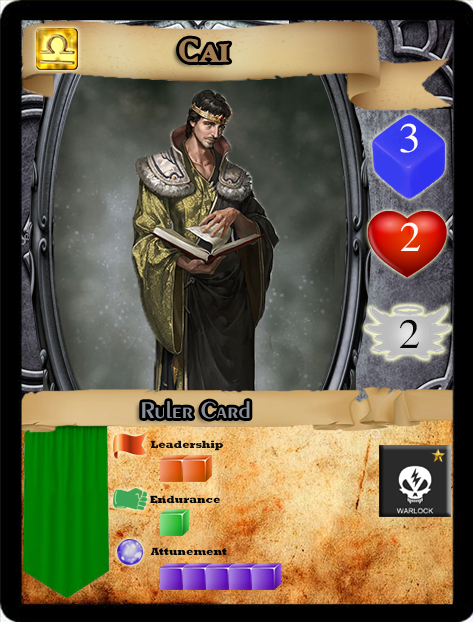 Cai
3
2
2
Ruler Card
Leadership
Endurance
Attunement
WARLOCK